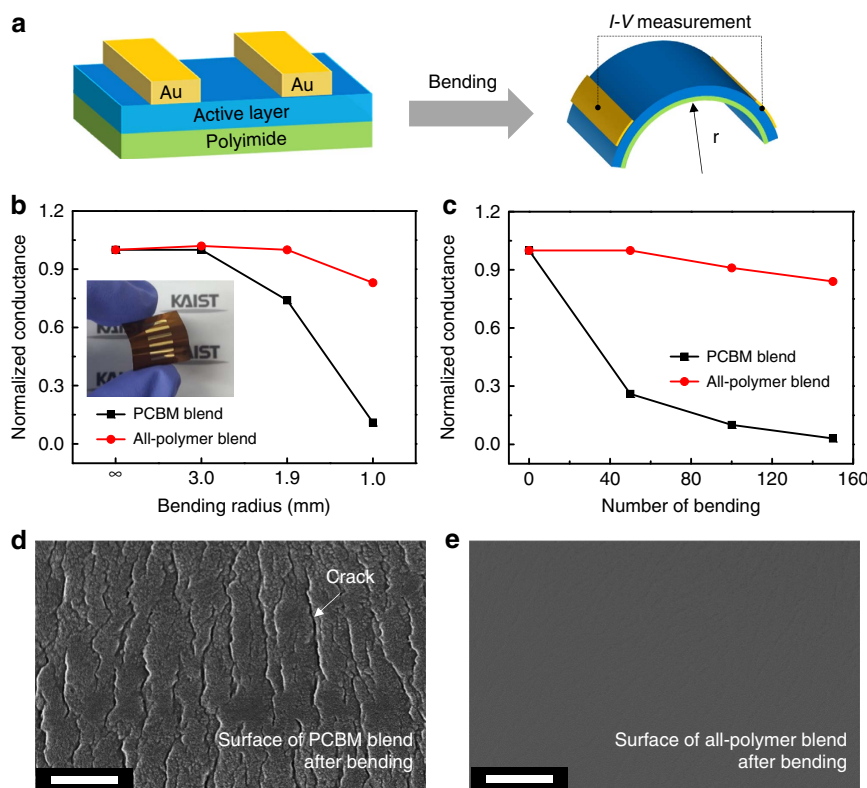 a
I-V measurement
Au
Au
Active layer
Polyimide
Bending
r
b
1.2
0.9
0.6
0.3
0.0
Normalized conductance
KAIST
KAIST
PCBM blend
All-polymer blend
∞
3.0
1.9
1.0
Bending radius (mm)
c
1.2
0.9
0.6
0.3
0.0
Normalized conductance
PCBM blend
All-polymer blend
0
40
80
120
160
Number of bending
d
Crack
Surface of PCBM blend
after bending
e
Surface of all-polymer blend
after bending